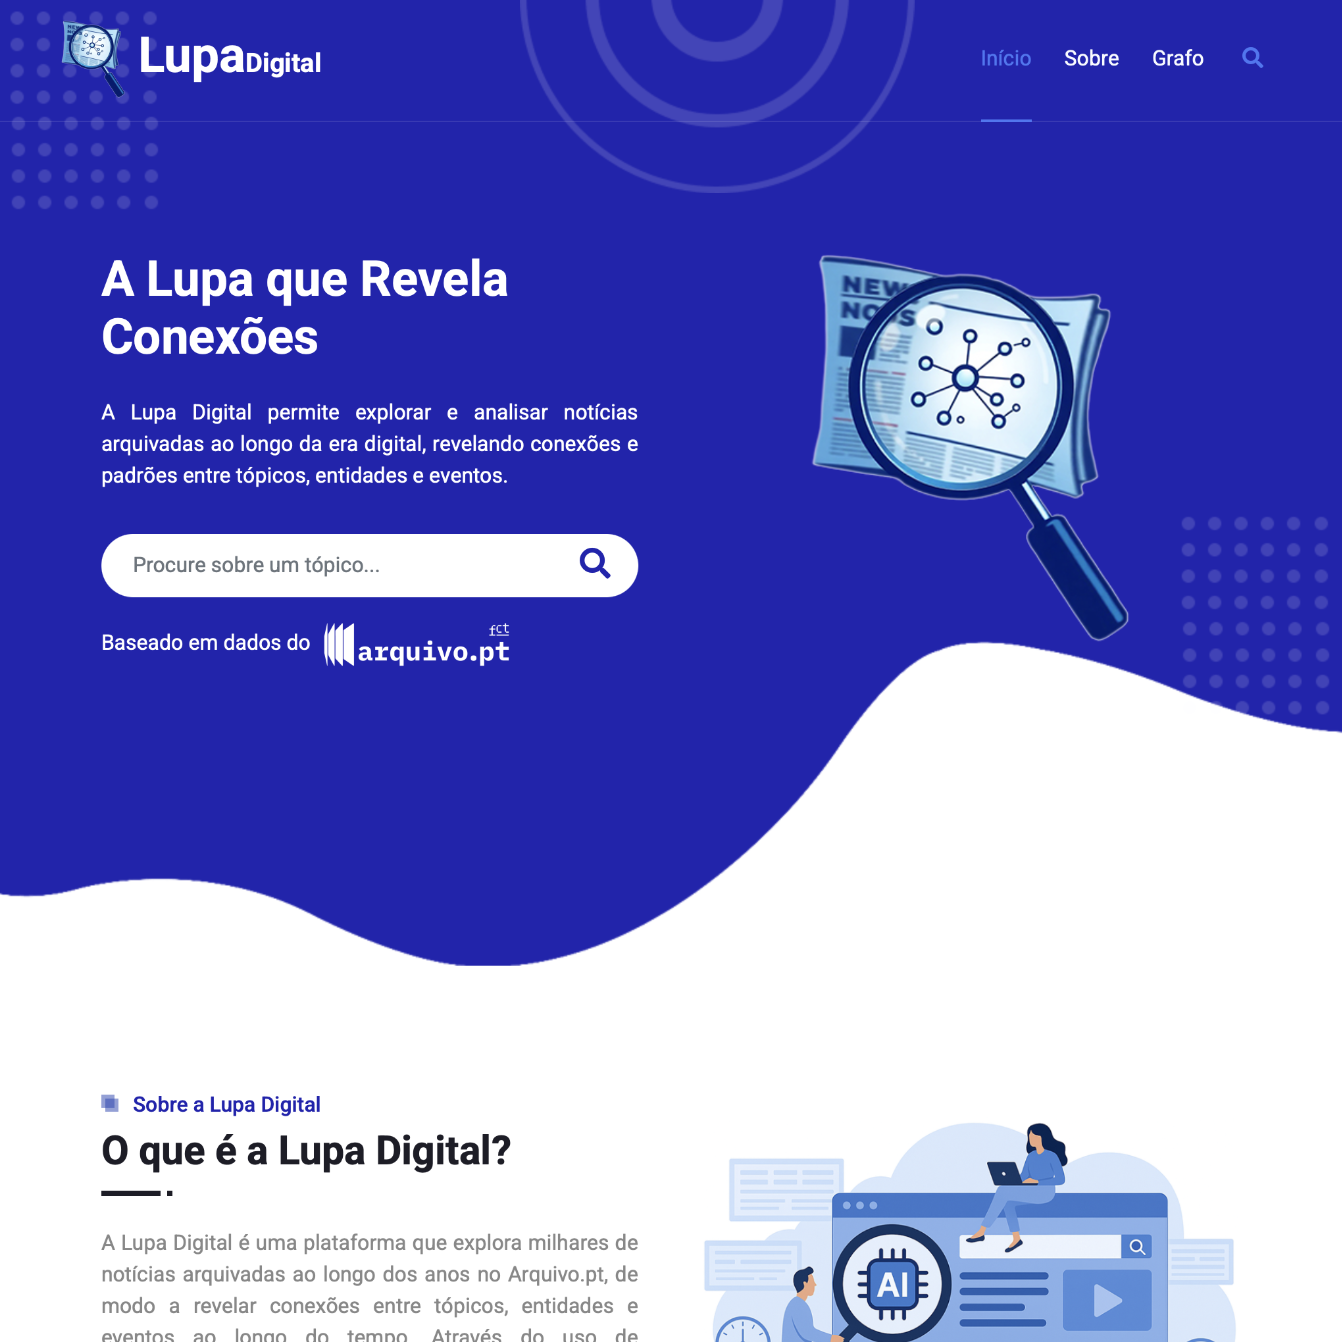 Lupa Digital
Início
Sobre
Grafo
A Lupa que Revela
Conexões
NEWS
A Lupa Digital permite explorar e analisar notícias
arquivadas ao longo da era digital, revelando conexões e
padrões entre tópicos, entidades e eventos.
Procure sobre um tópico...
Baseado em dados do
arquivo.pt
fct
Sobre a Lupa Digital
O que é a Lupa Digital?
A Lupa Digital é uma plataforma que explora milhares de
notícias arquivadas ao longo dos anos no Arquivo.pt, de
modo a revelar conexões entre tópicos, entidades e
eventos ao longo do tempo. Através do uso de
AI